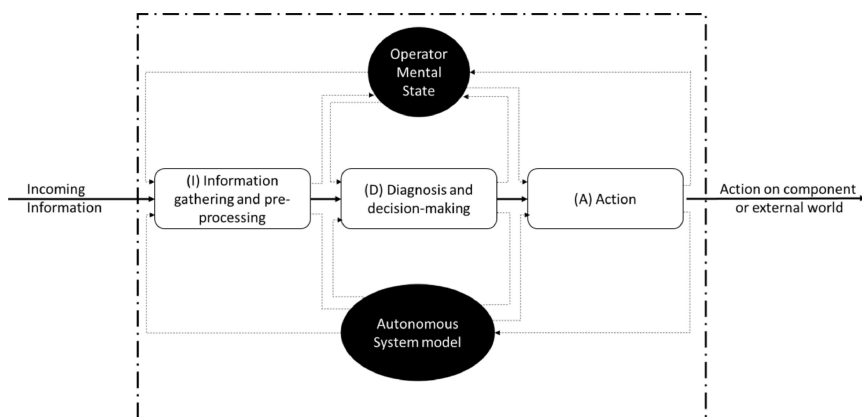 Operator
Mental
State
Incoming
Information
(I) Information
gathering and pre-
processing
(D) Diagnosis and
decision-making
(A) Action
Action on component
or external world
Autonomous
System model